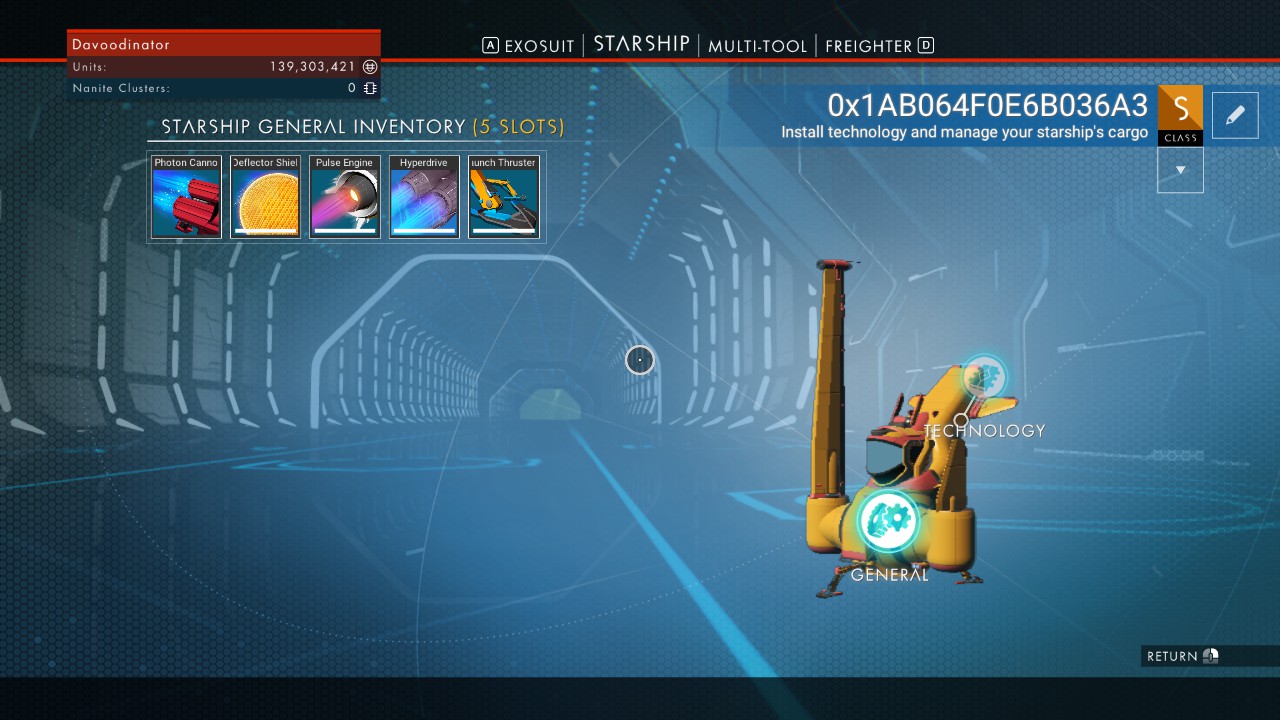 Davoodinator
Units: 139,303,421
Nanite Clusters: 0
A EXOSUIT STARSHIP MULTI-TOOL FREIGHTER D
0x1AB064F0E6B036A3
Install technology and manage your starship's cargo
S
CLASS
STARSHIP GENERAL INVENTORY (5 SLOTS)
Photon Canno Deflector Shiel Pulse Engine Hyperdrive unch Thruster
TECHNOLOGY
GENERAL
RETURN